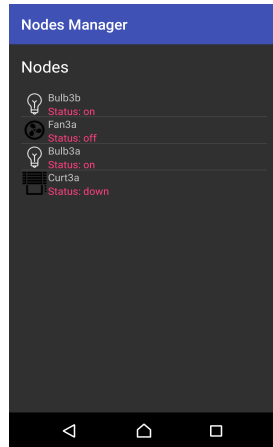 Nodes Manager
Nodes
Bulb3b
Status: on
Fan3a
Status: off
Bulb3a
Status: on
Curt3a
Status: down